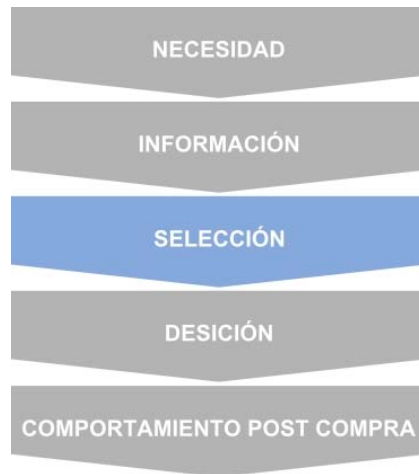 NECESIDAD
INFORMACIÓN
SELECCIÓN
DESICIÓN
COMPORTAMIENTO POST COMPRA